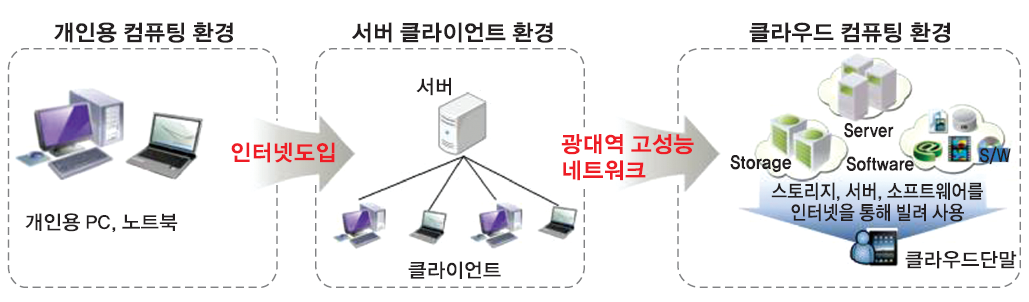 개인용 컴퓨팅 환경
서버 클라이언트 환경
클라우드 컴퓨팅 환경
개인용 PC, 노트북
인터넷도입
서버
클라이언트
광대역 고성능
네트워크
Server
Storage
Software
S/W
스토리지, 서버, 소프트웨어를
인터넷을 통해 빌려 사용
클라우드단말